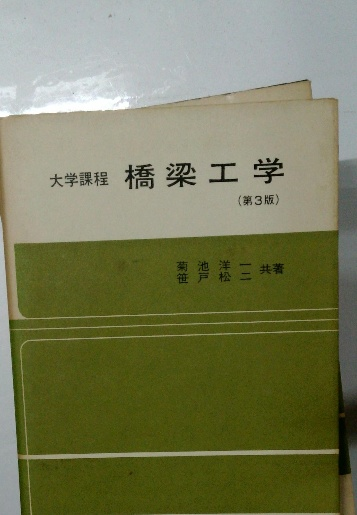 大学課程 橋梁工学
(第3版)
菊池洋一
笹戸松二 共著